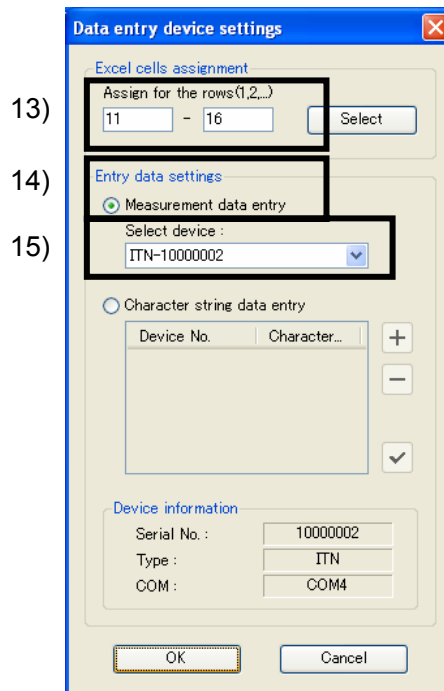 Data entry device settings
Excel cells assignment
13)
Assign for the rows(1,2,...)
11 - 16
Select
14)
Entry data settings
Measurement data entry
15)
Select device :
ITN-10000002
Character string data entry
Device No. Character...
Device information
Serial No. : 10000002
Type : ITN
COM : COM4
OK Cancel